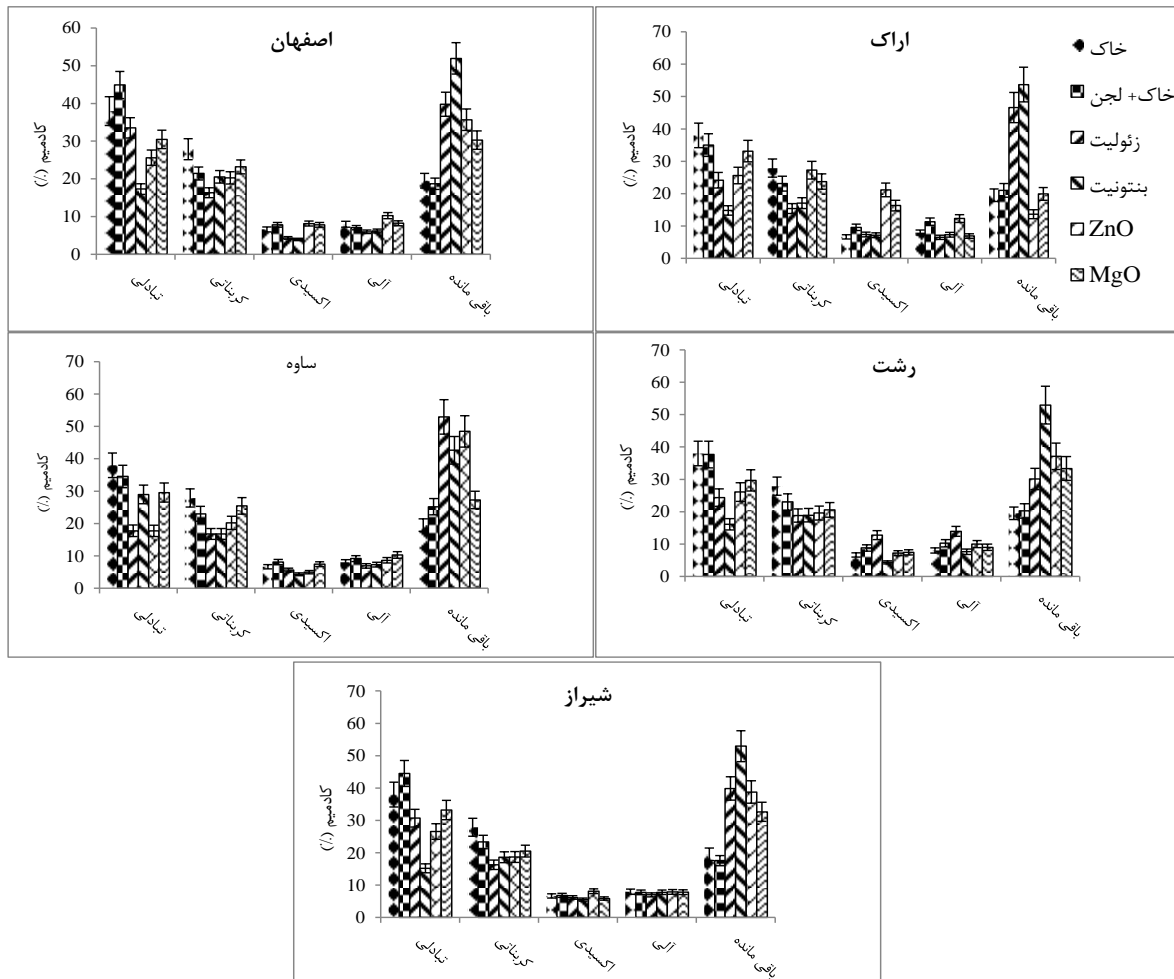 اصفهان
کادمیم (٪)
60
50
40
30
20
10
0
تبادلی
کربناتی
اکسیدی
آلی
باقی مانده
اراک
کادمیم (٪)
70
60
50
40
30
20
10
0
تبادلی
کربناتی
اکسیدی
آلی
باقی مانده
خاک
خاک+ لجن
زئولیت
بنتونیت
ZnO
MgO
ساوه
کادمیم (٪)
70
60
50
40
30
20
10
0
تبادلی
کربناتی
اکسیدی
آلی
باقی مانده
رشت
کادمیم (٪)
70
60
50
40
30
20
10
0
تبادلی
کربناتی
اکسیدی
آلی
باقی مانده
شیراز
کادمیم (٪)
70
60
50
40
30
20
10
0
تبادلی
کربناتی
اکسیدی
آلی
باقی مانده